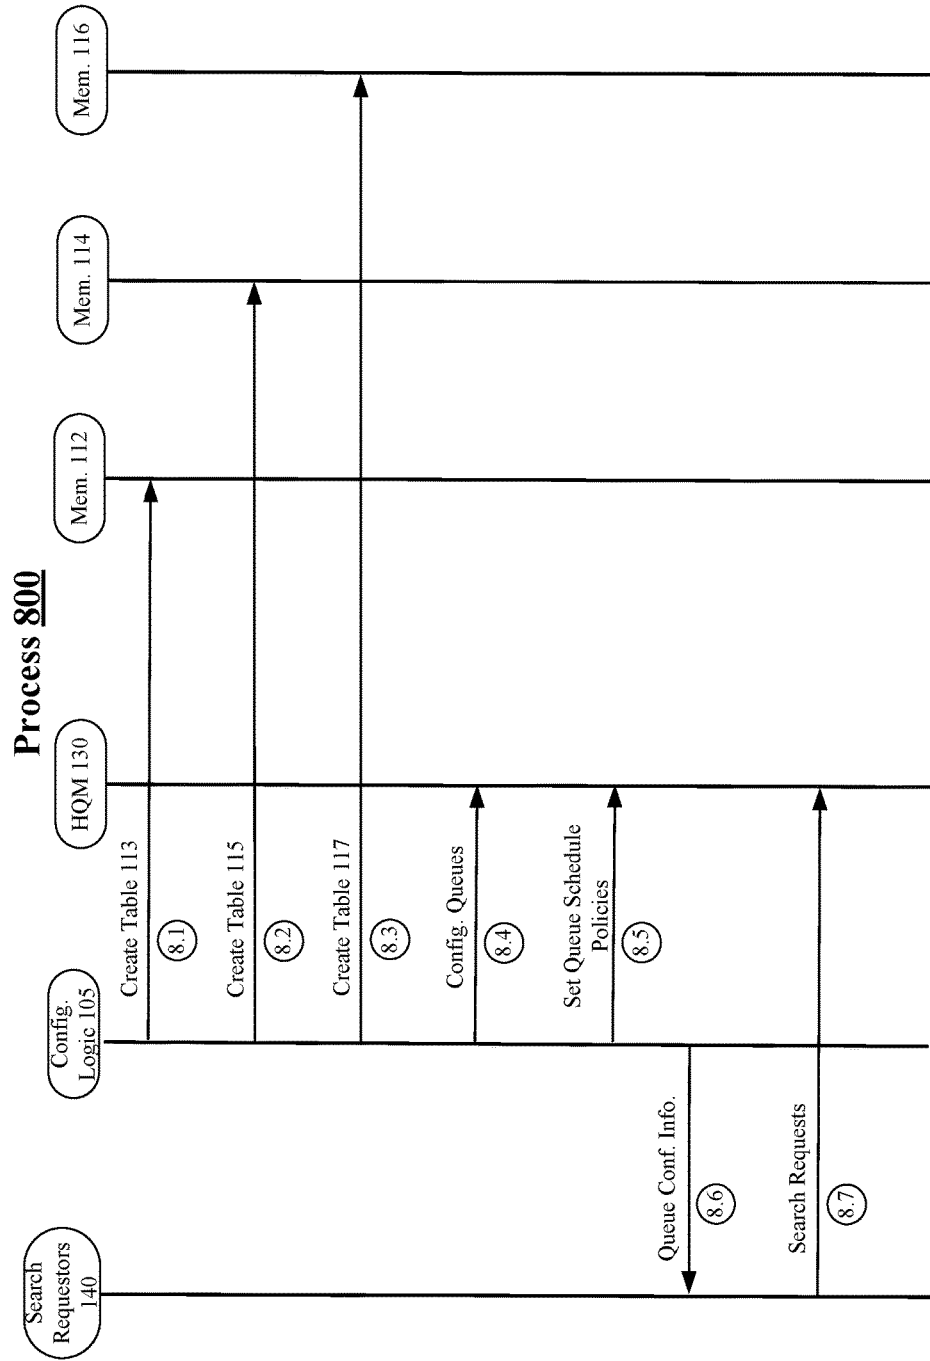 Process 800
Search
Requestors
140
Config.
Logic 105
HQM 130
Mem. 112
Mem. 114
Mem. 116
Create Table 113
8.1
Create Table 115
8.2
Create Table 117
8.3
Config. Queues
8.4
Set Queue Schedule
Policies
8.5
Queue Conf. Info.
8.6
Search Requests
8.7